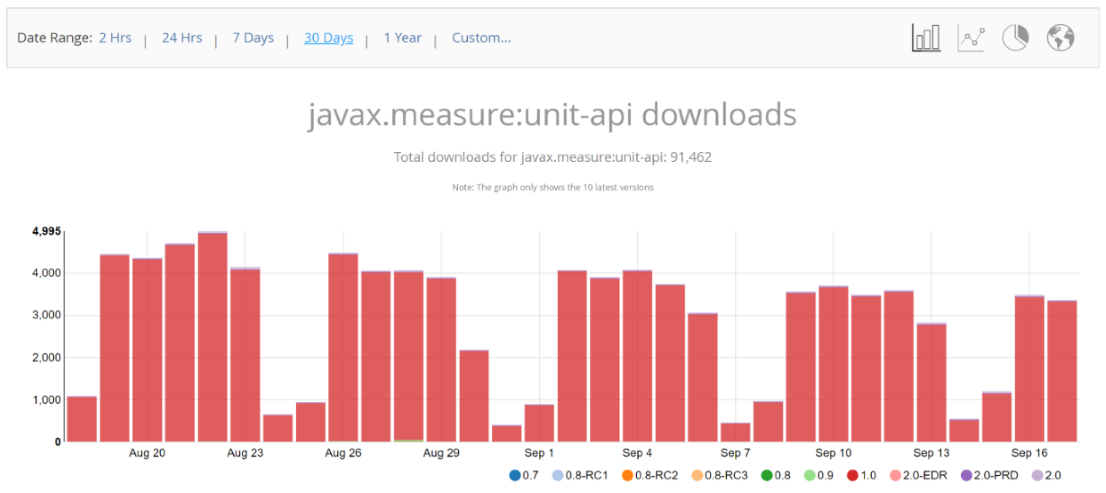 Date Range: 2 Hrs | 24 Hrs | 7 Days | 30 Days | 1 Year | Custom...
javax.measure:unit-api downloads
Total downloads for javax.measure:unit-api: 91,462
Note: The graph only shows the 10 latest versions
4,995
4,000
3,000
2,000
1,000
0
Aug 20 Aug 23 Aug 26 Aug 29 Sep 1 Sep 4 Sep 7 Sep 10 Sep 13 Sep 16
0.7 0.8-RC1 0.8-RC2 0.8-RC3 0.8 0.9 1.0 2.0-EDR 2.0-PRD 2.0